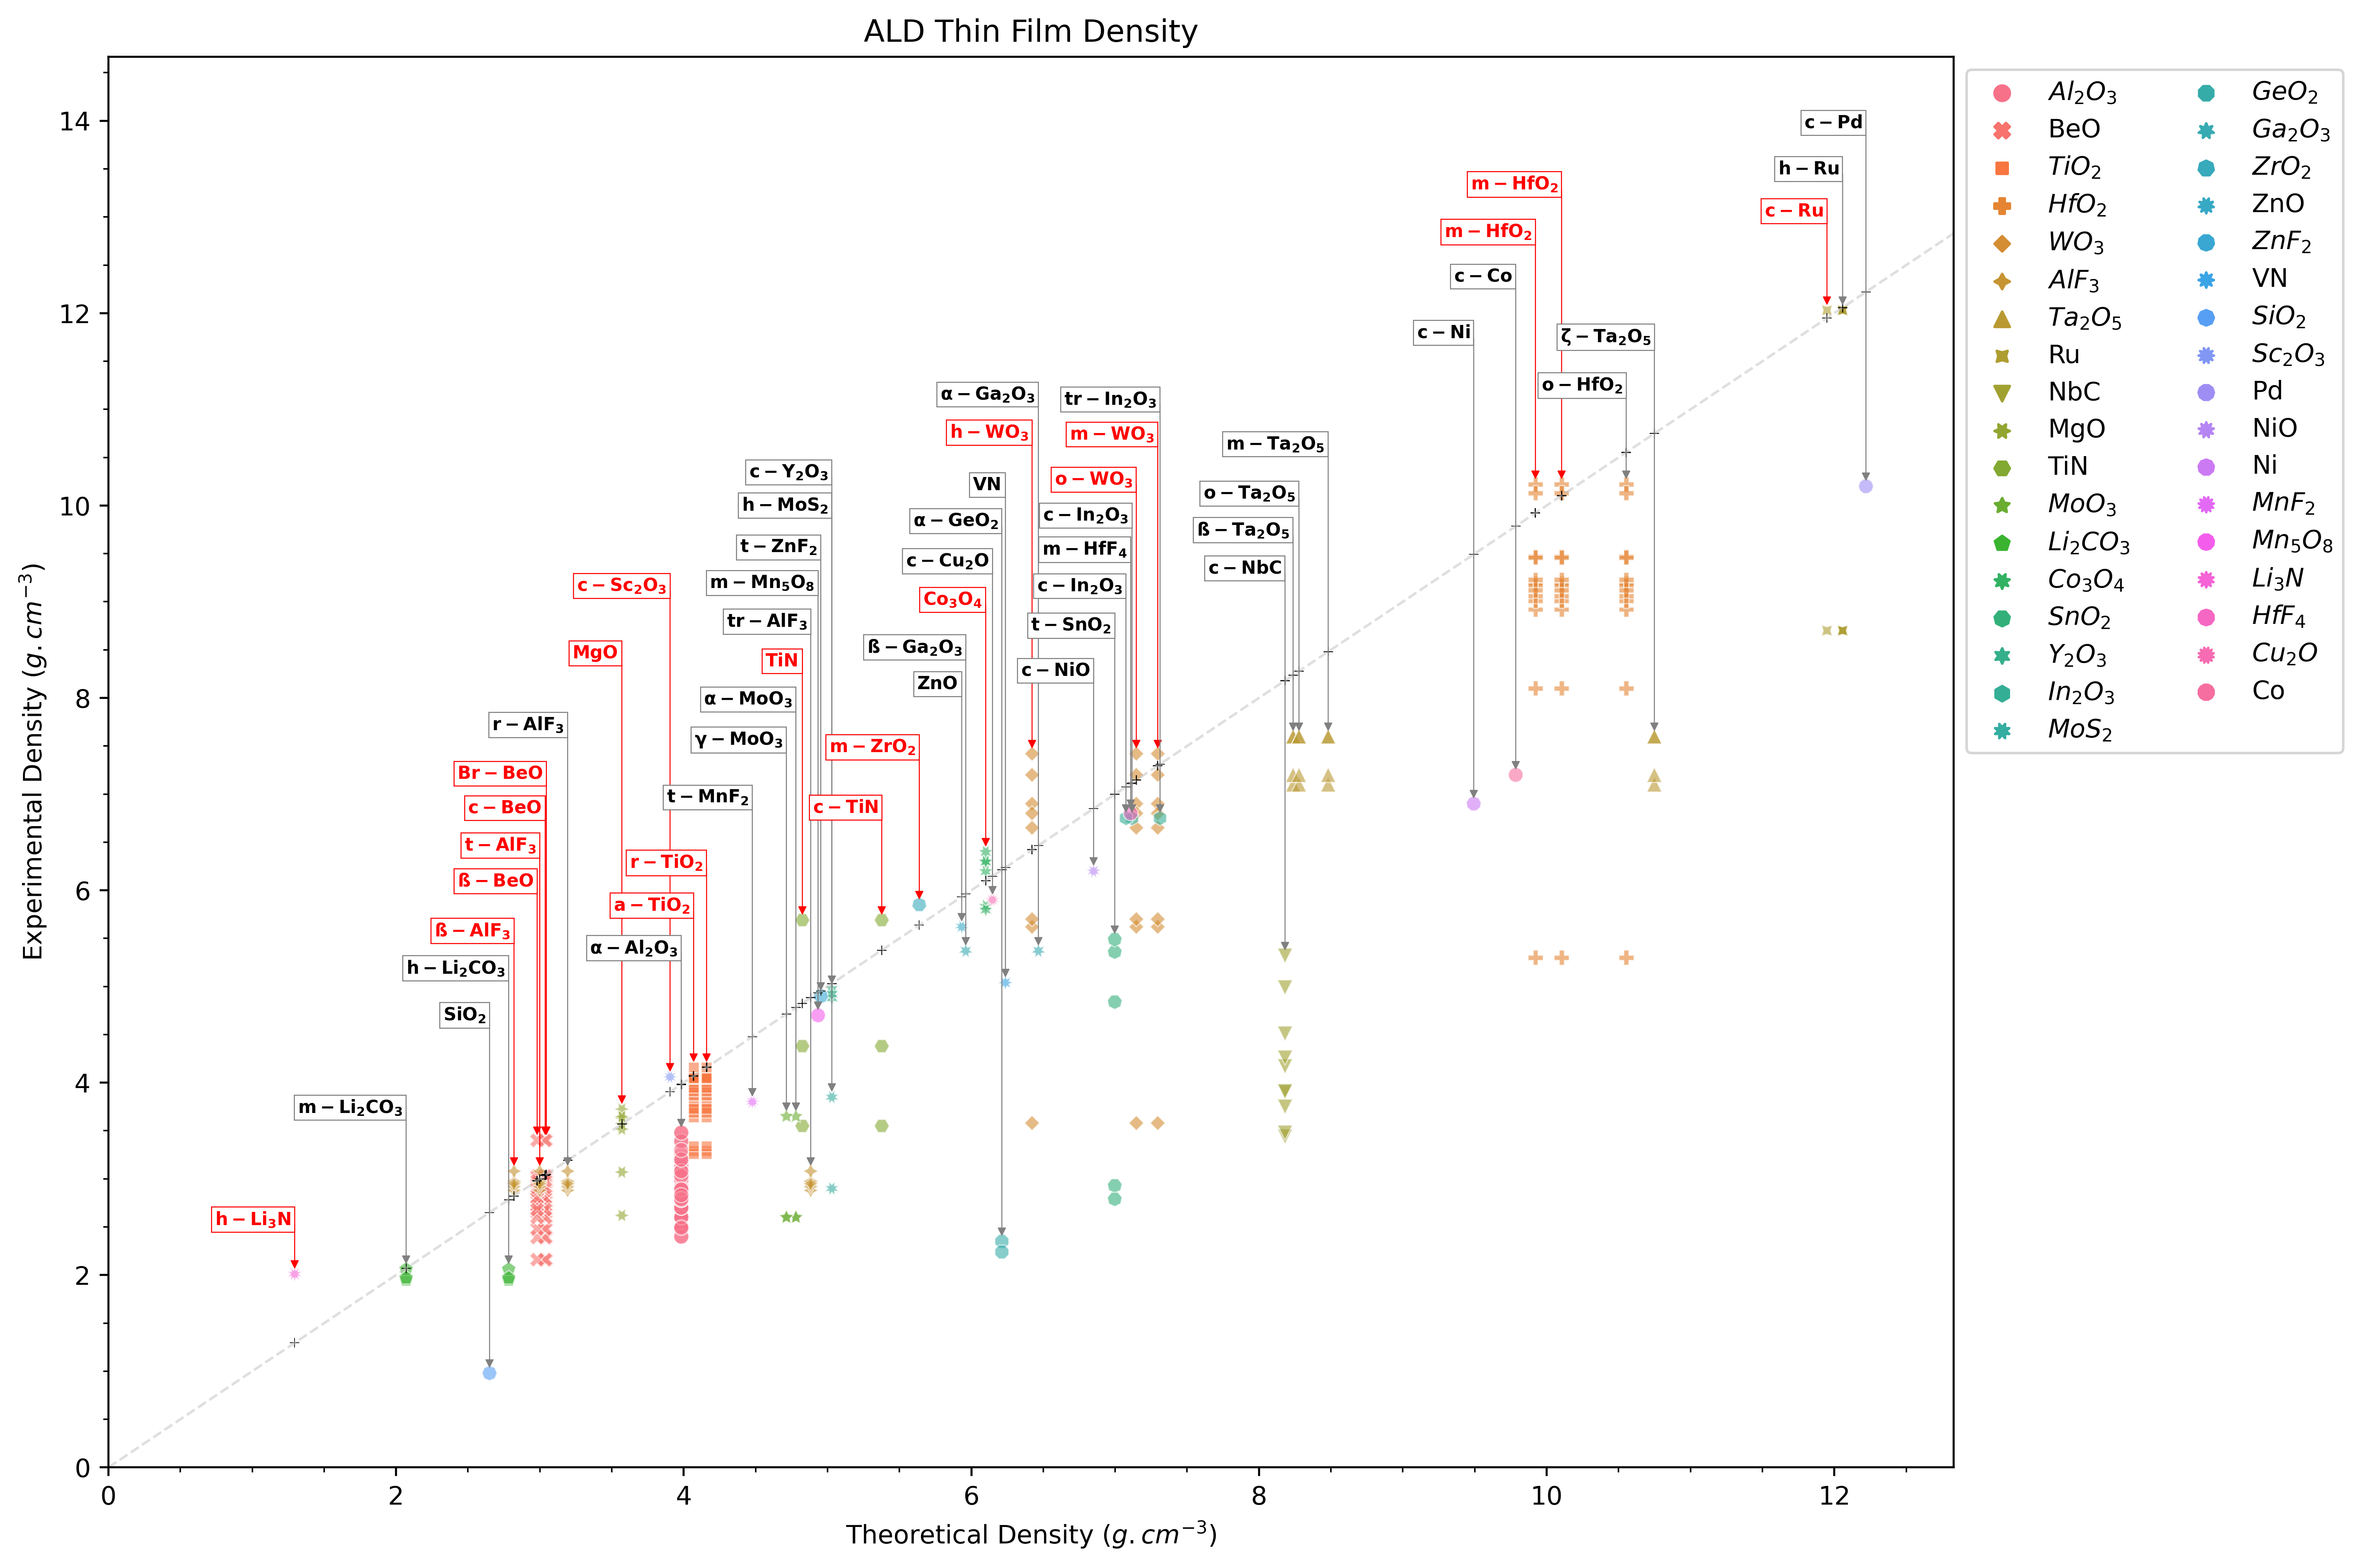 ALD Thin Film Density
Experimental Density (g.cm⁻³)
14
12
10
8
6
4
2
0
c−Pd
h−Ru
c−Ru
m−HfO₂
m−HfO₂
c−Co
c−Ni
ζ−Ta₂O₅
o−HfO₂
α−Ga₂O₃
tr−In₂O₃
h−WO₃
m−WO₃
m−Ta₂O₅
c−Y₂O₃
VN
o−WO₃
h−MoS₂
α−GeO₂
c−In₂O₃
o−Ta₂O₅
t−ZnF₂
c−Cu₂O
m−HfF₄
ß−Ta₂O₅
c−Sc₂O₃
m−Mn₅O₈
Co₃O₄
c−In₂O₃
c−NbC
tr−AlF₃
t−SnO₂
MgO
TiN
ß−Ga₂O₃
c−NiO
α−MoO₃
ZnO
r−AlF₃
γ−MoO₃
m−ZrO₂
Br−BeO
t−MnF₂
c−BeO
c−TiN
t−AlF₃
r−TiO₂
ß−BeO
a−TiO₂
ß−AlF₃
α−Al₂O₃
h−Li₂CO₃
SiO₂
m−Li₂CO₃
h−Li₃N
0 2 4 6 8 10 12
Theoretical Density (g.cm⁻³)
Al₂O₃
BeO
TiO₂
HfO₂
WO₃
AlF₃
Ta₂O₅
Ru
NbC
MgO
TiN
MoO₃
Li₂CO₃
Co₃O₄
SnO₂
Y₂O₃
In₂O₃
MoS₂
GeO₂
Ga₂O₃
ZrO₂
ZnO
ZnF₂
VN
SiO₂
Sc₂O₃
Pd
NiO
Ni
MnF₂
Mn₅O₈
Li₃N
HfF₄
Cu₂O
Co